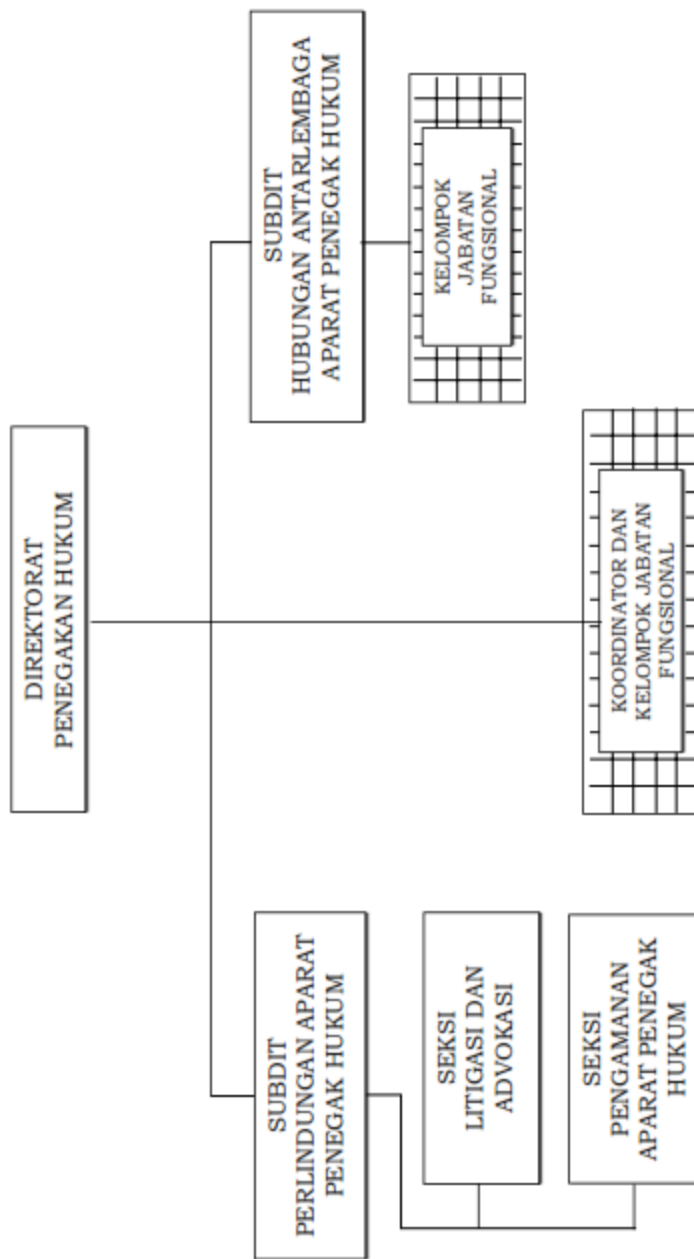 DIREKTORAT
PENEGAKAN HUKUM
SUBDIT
PERLINDUNGAN APARAT
PENEGAK HUKUM
SUBDIT
HUBUNGAN ANTARLEMBAGA
APARAT PENEGAK HUKUM
SEKSI
LITIGASI DAN
ADVOKASI
KELOMPOK
JABATAN
FUNGSIONAL
SEKSI
PENGAMANAN
APARAT PENEGAK
HUKUM
KOORDINATOR DAN
KELOMPOK JABATAN
FUNGSIONAL